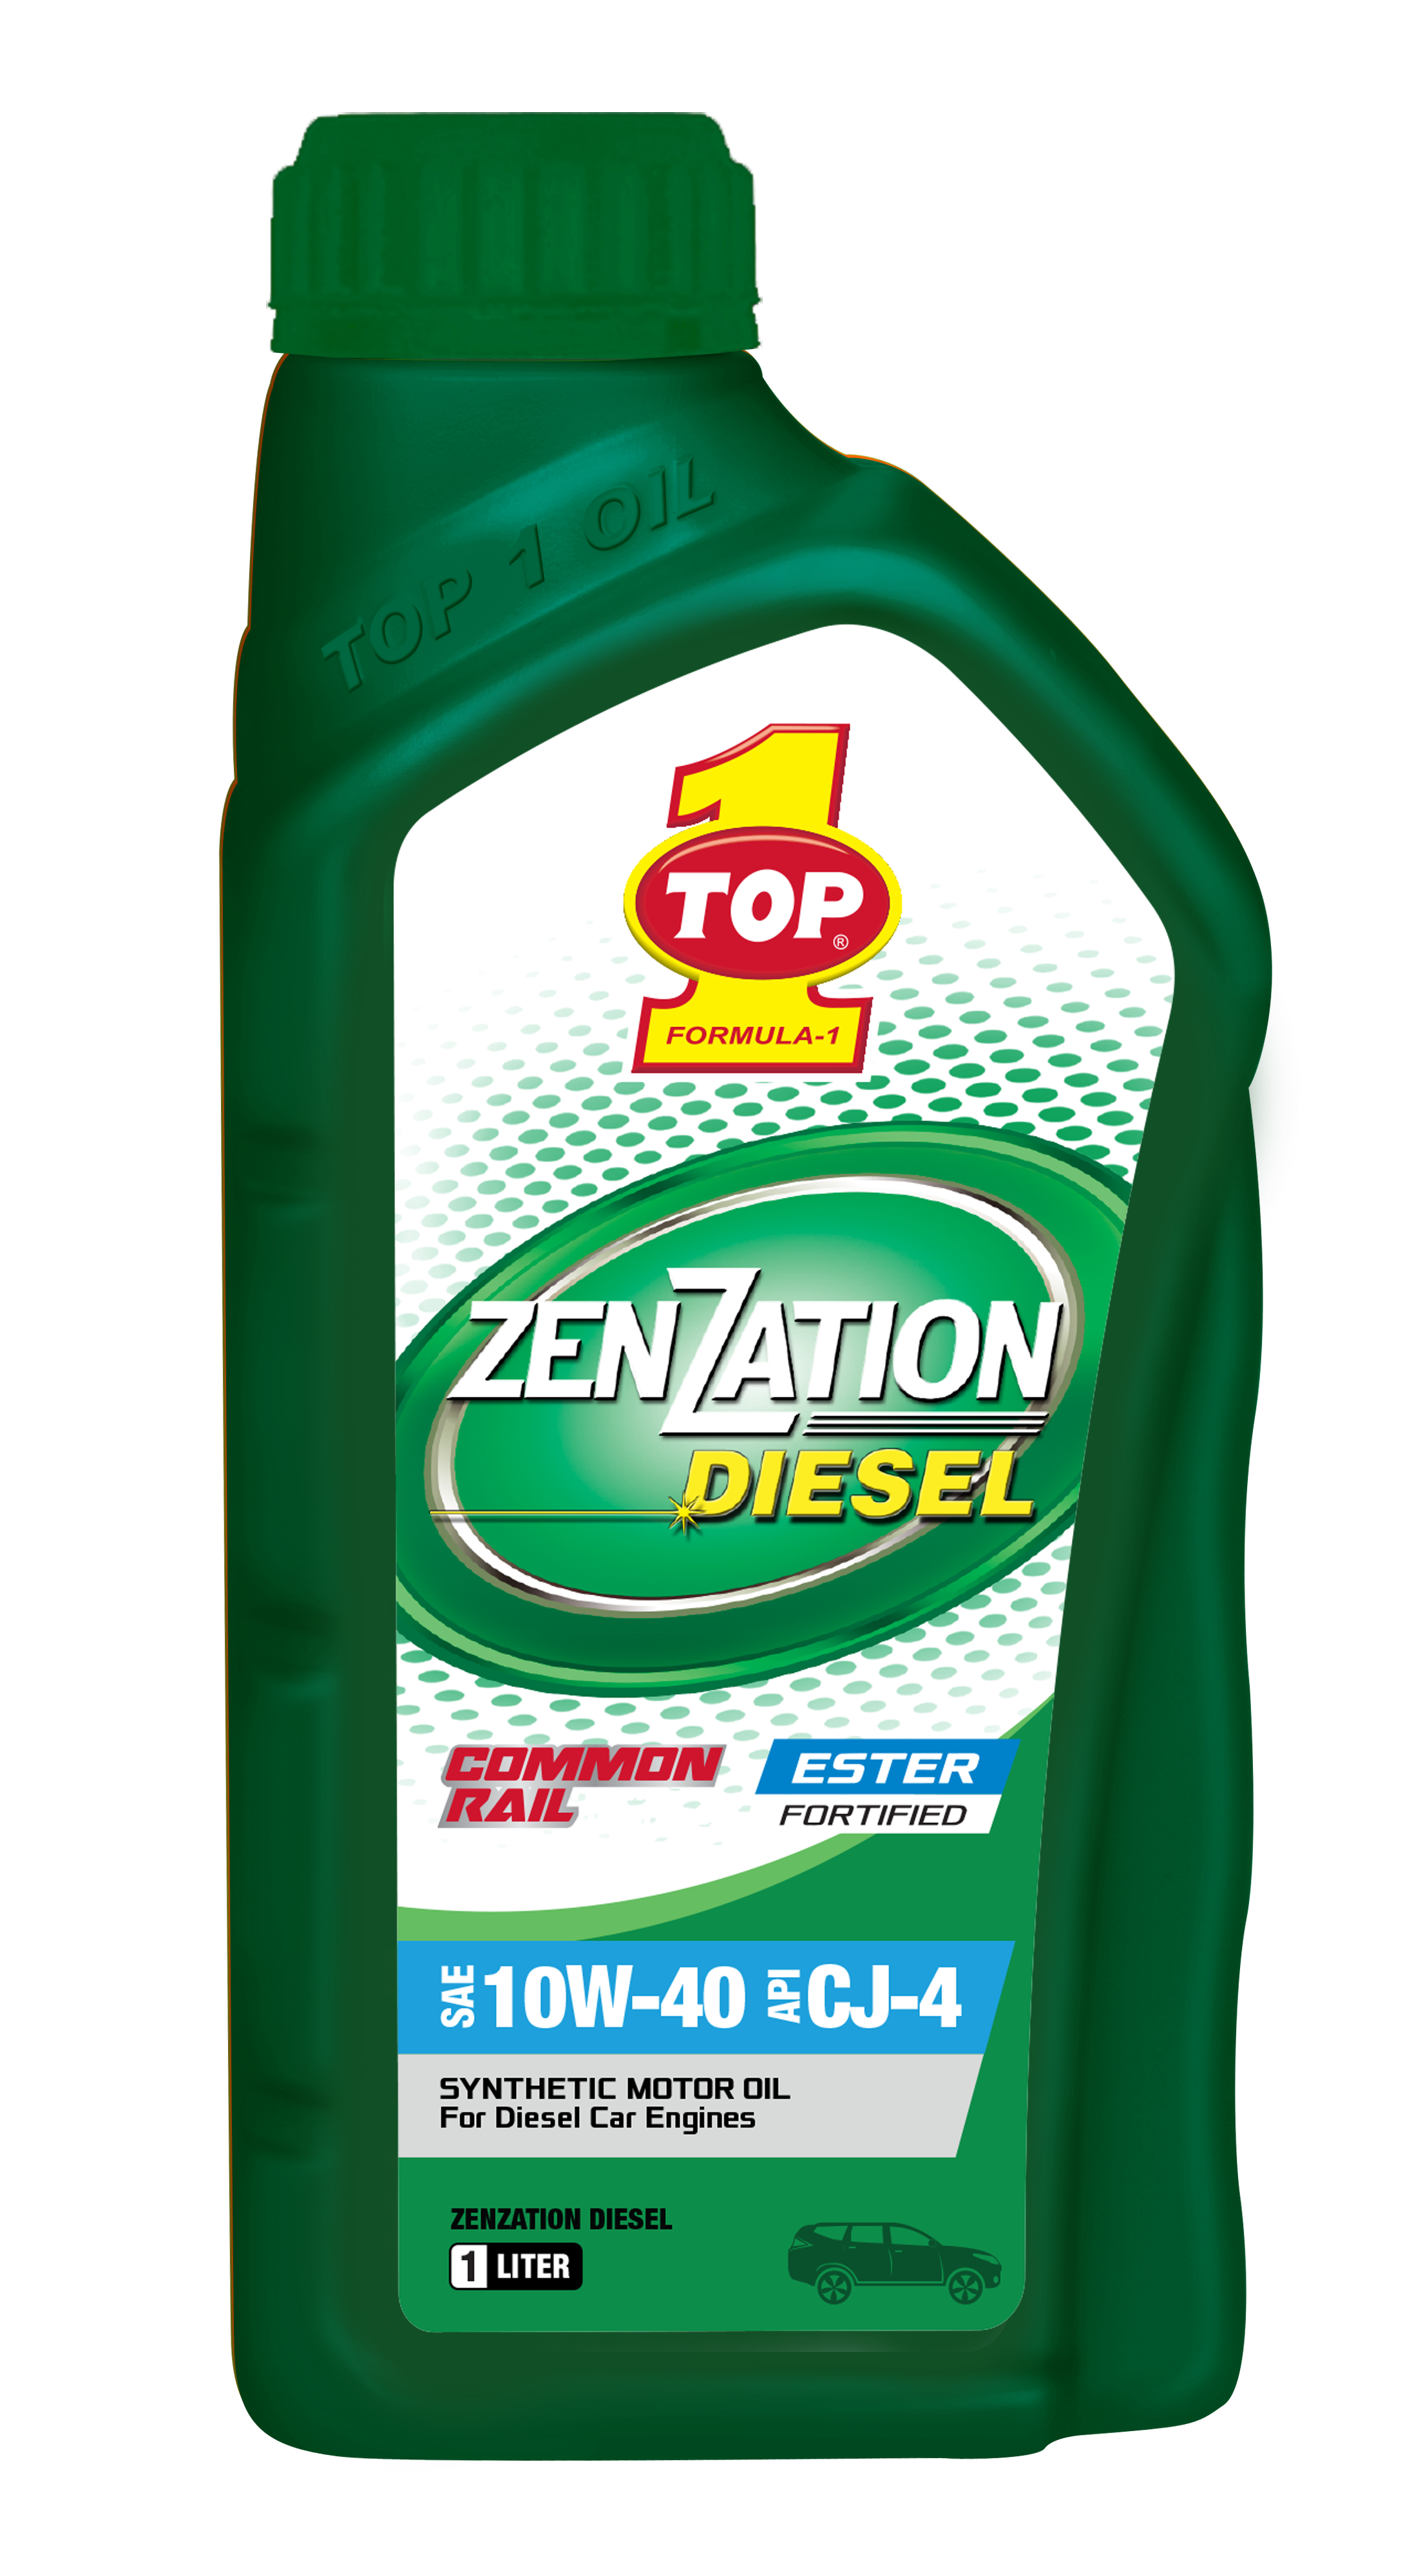 TOP 1 OIL
1
TOP®
FORMULA-1
ZENZATION
DIESEL
COMMON
RAIL
ESTER
FORTIFIED
SAE 10W-40 API CJ-4
SYNTHETIC MOTOR OIL
For Diesel Car Engines
ZENZATION DIESEL
1 LITER